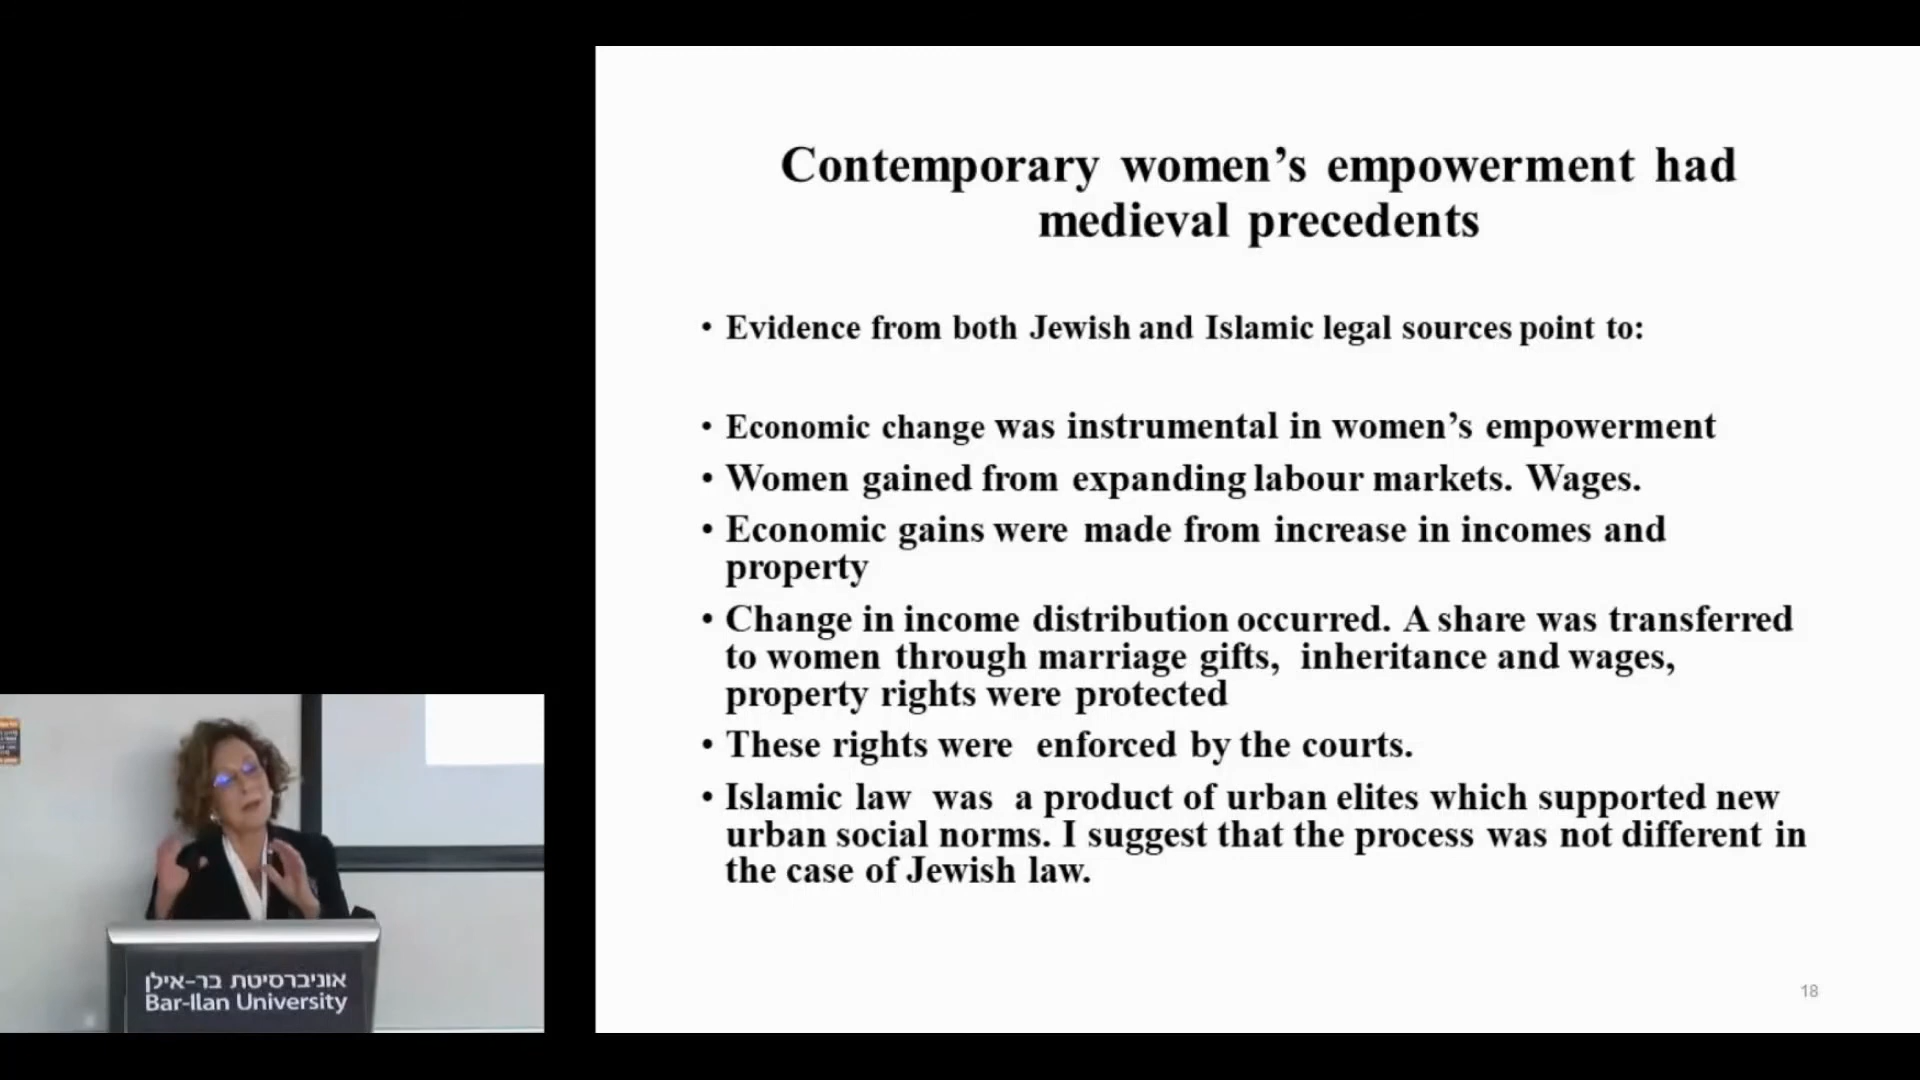 Contemporary women’s empowerment had
medieval precedents
• Evidence from both Jewish and Islamic legal sources point to:
• Economic change was instrumental in women’s empowerment
• Women gained from expanding labour markets. Wages.
• Economic gains were made from increase in incomes and
property
• Change in income distribution occurred. A share was transferred
to women through marriage gifts, inheritance and wages,
property rights were protected
• These rights were enforced by the courts.
• Islamic law was a product of urban elites which supported new
urban social norms. I suggest that the process was not different in
the case of Jewish law.
18
אוניברסיטת בר-אילן
Bar-Ilan University